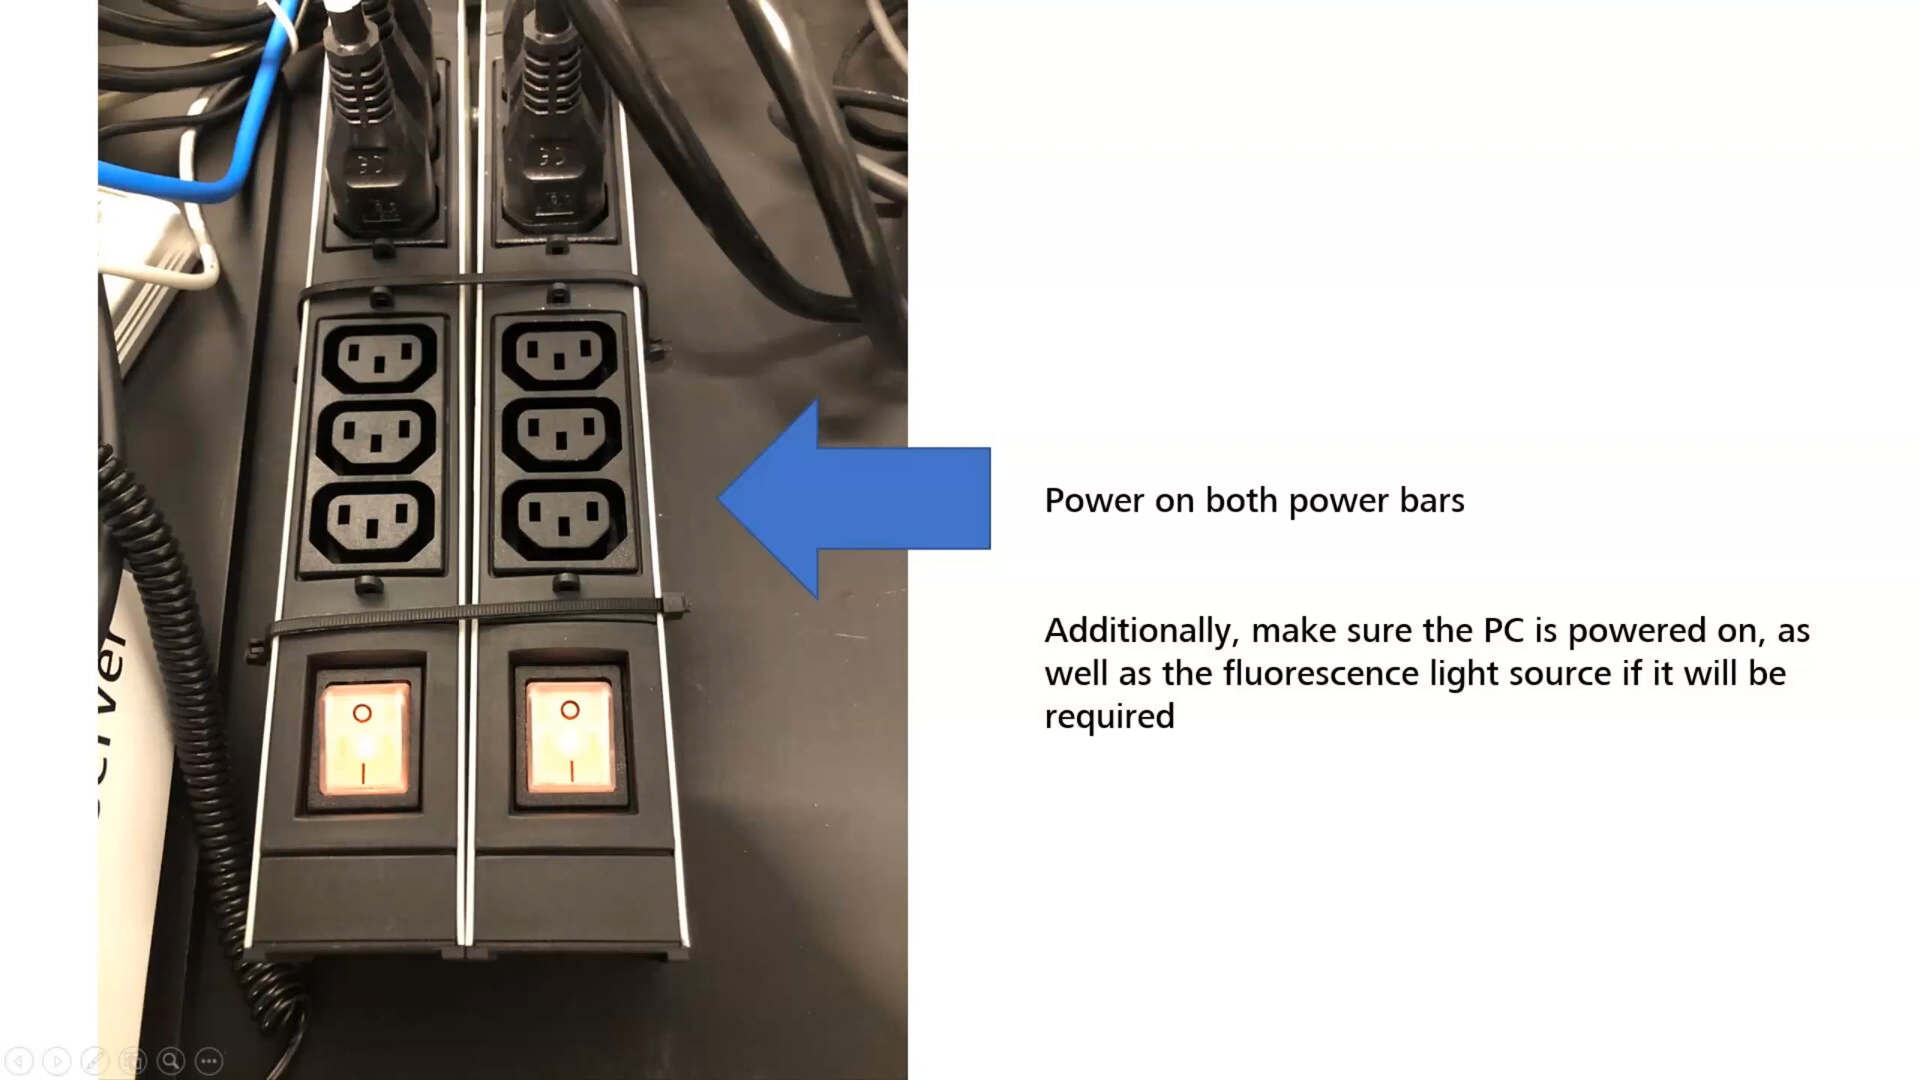 Power on both power bars
Additionally, make sure the PC is powered on, as
well as the fluorescence light source if it will be
required